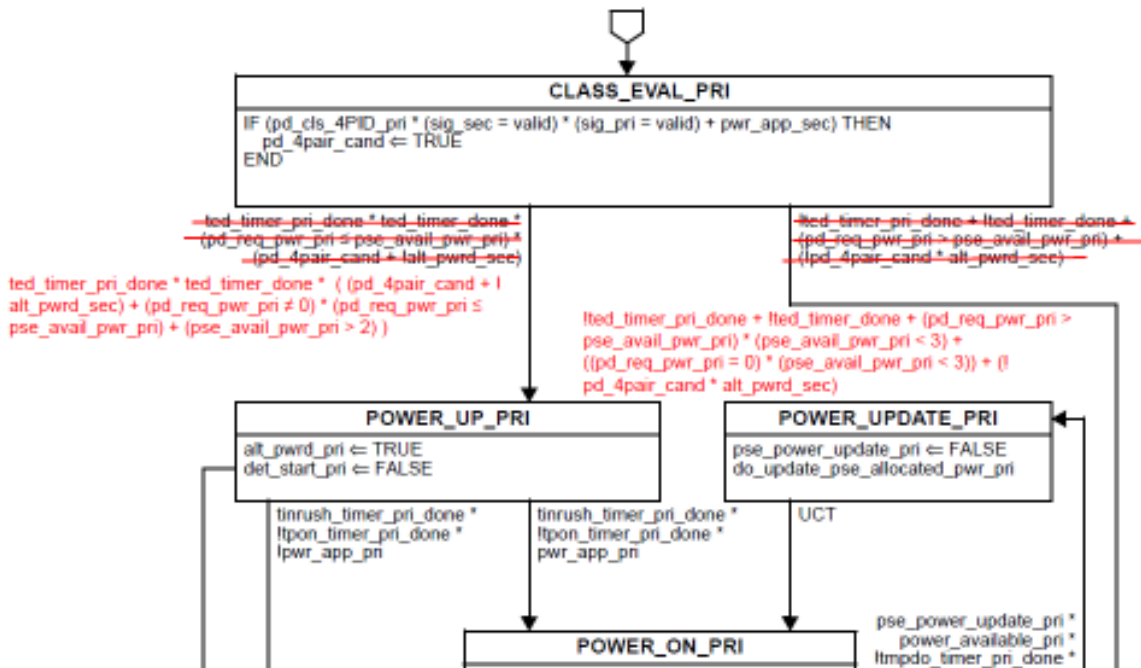 CLASS_EVAL_PRI
IF (pd_cls_4PID_pri * (sig_sec = valid) * (sig_pri = valid) + pwr_app_sec) THEN
pd_4pair_cand ⇐ TRUE
END
ted_timer_pri_done * ted_timer_done *
(pd_req_pwr_pri ≤ pse_avail_pwr_pri) *
(pd_4pair_cand + !alt_pwrd_sec)
!ted_timer_pri_done + !ted_timer_done +
(pd_req_pwr_pri > pse_avail_pwr_pri) +
(!pd_4pair_cand * alt_pwrd_sec)
ted_timer_pri_done * ted_timer_done * ( (pd_4pair_cand + !
alt_pwrd_sec) + (pd_req_pwr_pri ≠ 0) * (pd_req_pwr_pri ≤
pse_avail_pwr_pri) + (pse_avail_pwr_pri > 2) )
!ted_timer_pri_done + !ted_timer_done + (pd_req_pwr_pri >
pse_avail_pwr_pri) * (pse_avail_pwr_pri < 3) +
((pd_req_pwr_pri = 0) * (pse_avail_pwr_pri < 3)) + (!
pd_4pair_cand * alt_pwrd_sec)
POWER_UP_PRI
alt_pwrd_pri ⇐ TRUE
det_start_pri ⇐ FALSE
POWER_UPDATE_PRI
pse_power_update_pri ⇐ FALSE
do_update_pse_allocated_pwr_pri
tinrush_timer_pri_done *
!tpon_timer_pri_done *
!pwr_app_pri
tinrush_timer_pri_done *
!tpon_timer_pri_done *
pwr_app_pri
UCT
POWER_ON_PRI
pse_power_update_pri *
power_available_pri *
!tmpdo_timer_pri_done *